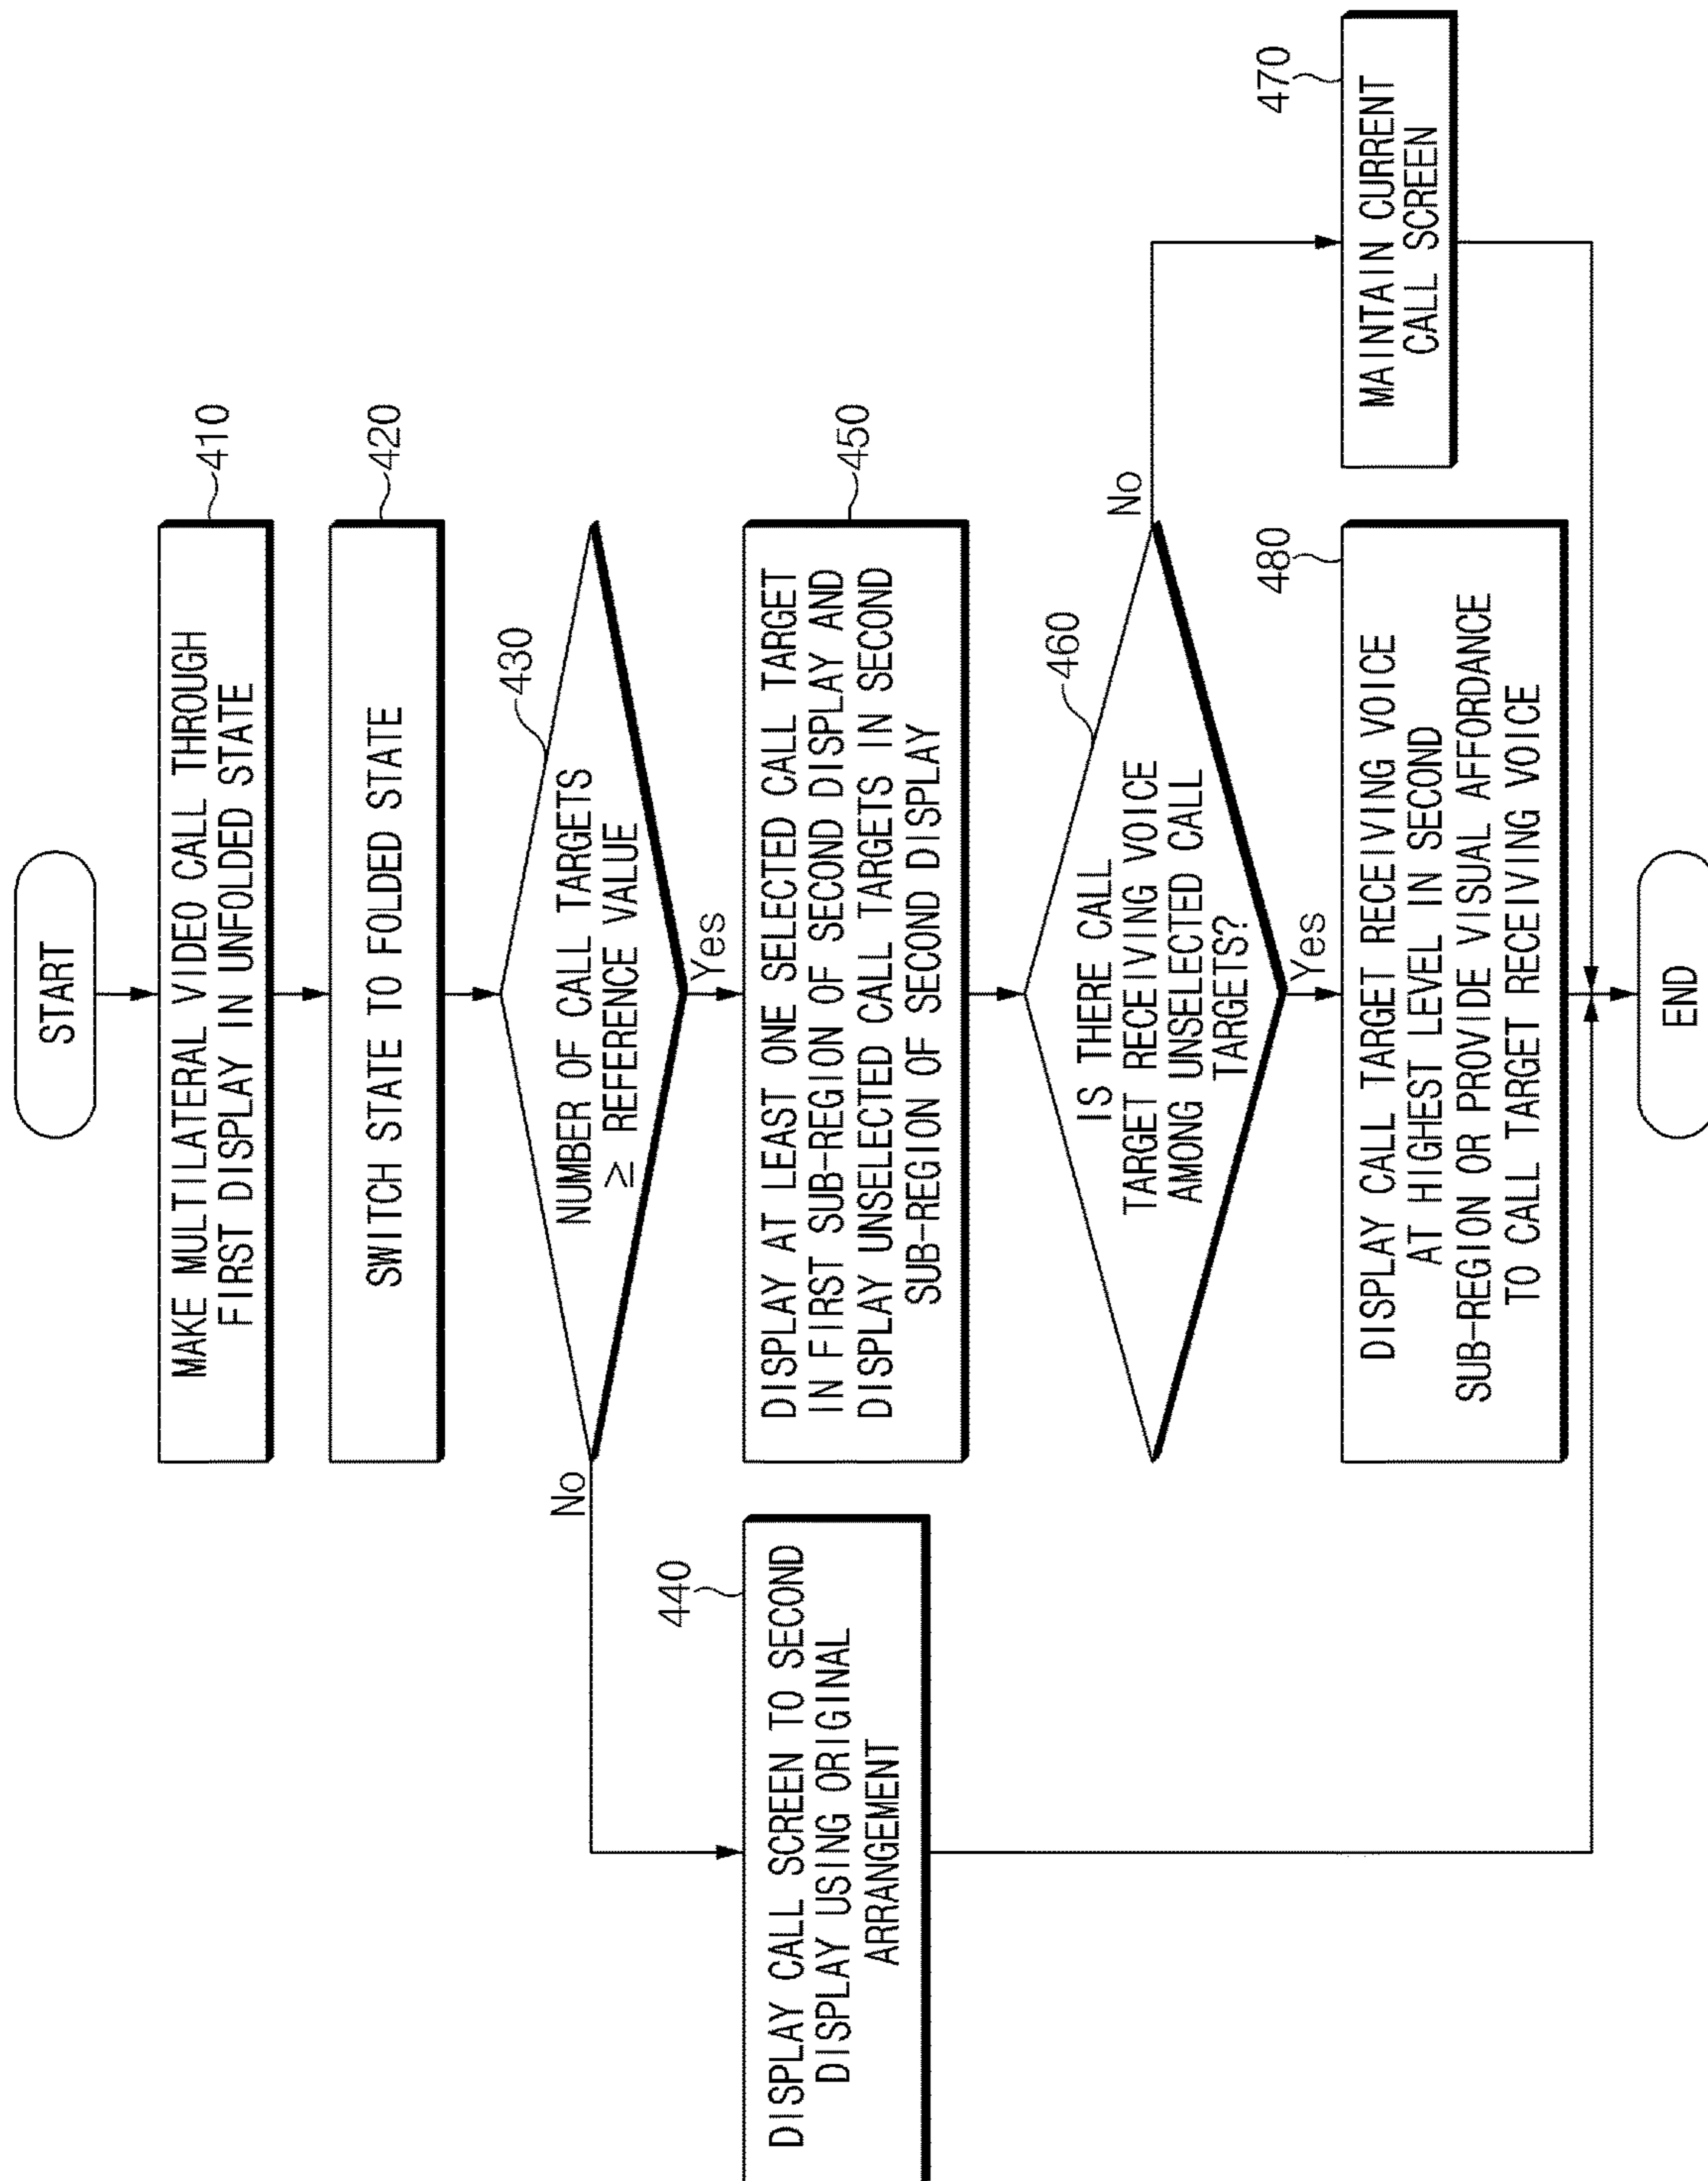 START
MAKE MULTILATERAL VIDEO CALL THROUGH
FIRST DISPLAY IN UNFOLDED STATE
410
SWITCH STATE TO FOLDED STATE
420
NUMBER OF CALL TARGETS
≥ REFERENCE VALUE
430
No
Yes
DISPLAY CALL SCREEN TO SECOND
DISPLAY USING ORIGINAL
ARRANGEMENT
440
DISPLAY AT LEAST ONE SELECTED CALL TARGET
IN FIRST SUB-REGION OF SECOND DISPLAY AND
DISPLAY UNSELECTED CALL TARGETS IN SECOND
SUB-REGION OF SECOND DISPLAY
450
IS THERE CALL
TARGET RECEIVING VOICE
AMONG UNSELECTED CALL
TARGETS?
460
No
Yes
MAINTAIN CURRENT
CALL SCREEN
470
DISPLAY CALL TARGET RECEIVING VOICE
AT HIGHEST LEVEL IN SECOND
SUB-REGION OR PROVIDE VISUAL AFFORDANCE
TO CALL TARGET RECEIVING VOICE
480
END